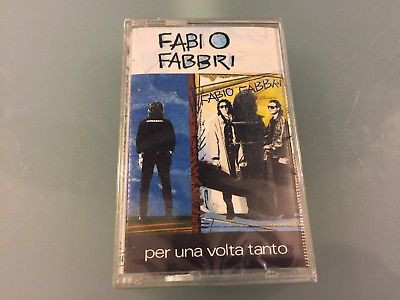 FABIO
FABBRI
FABIO FABBRI
per una volta tanto